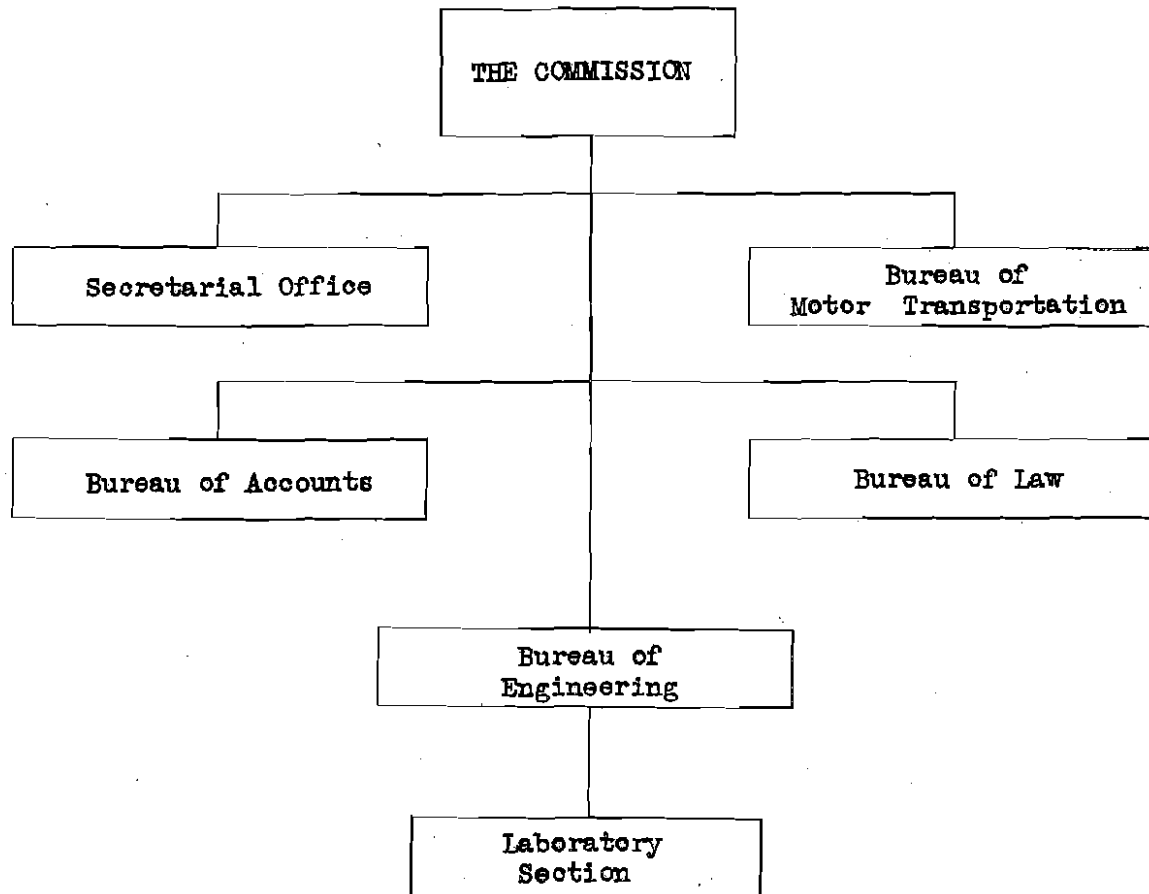 THE COMMISSION
Secretarial Office
Bureau of
Motor Transportation
Bureau of Accounts
Bureau of Law
Bureau of
Engineering
Laboratory
Section